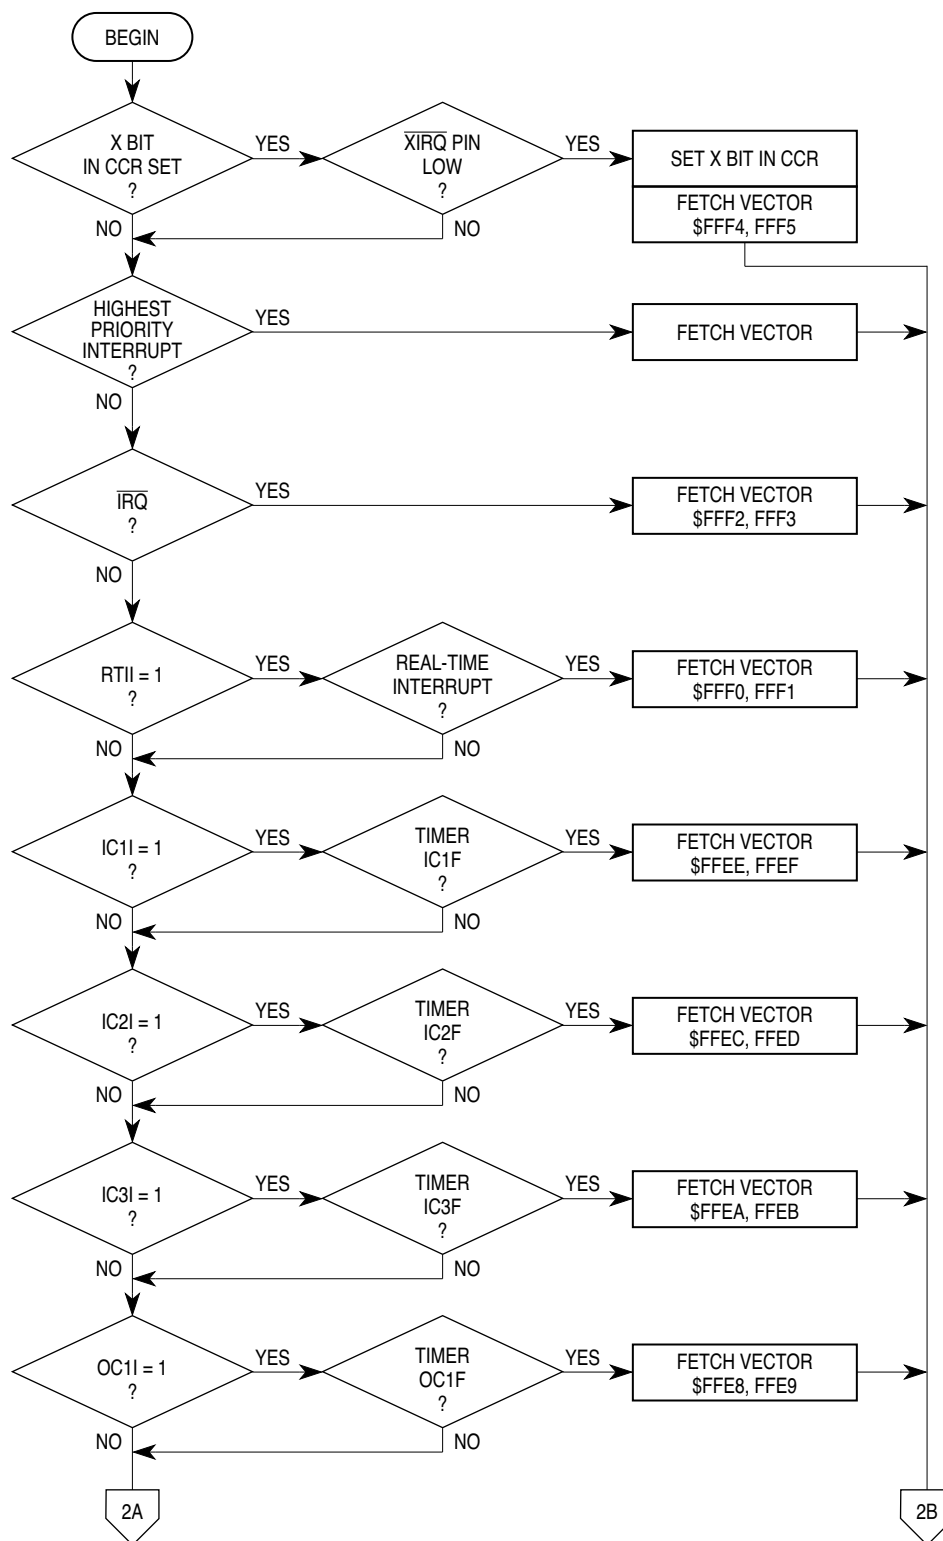 BEGIN
X BIT
IN CCR SET
?
YES
NO
XIRQ PIN
LOW
?
YES
NO
SET X BIT IN CCR
FETCH VECTOR
$FFF4, FFF5
HIGHEST
PRIORITY
INTERRUPT
?
YES
NO
FETCH VECTOR
IRQ
?
YES
NO
FETCH VECTOR
$FFF2, FFF3
RTII = 1
?
YES
NO
REAL-TIME
INTERRUPT
?
YES
NO
FETCH VECTOR
$FFF0, FFF1
IC1I = 1
?
YES
NO
TIMER
IC1F
?
YES
NO
FETCH VECTOR
$FFEE, FFEF
IC2I = 1
?
YES
NO
TIMER
IC2F
?
YES
NO
FETCH VECTOR
$FFEC, FFED
IC3I = 1
?
YES
NO
TIMER
IC3F
?
YES
NO
FETCH VECTOR
$FFEA, FFEB
OC1I = 1
?
YES
NO
TIMER
OC1F
?
YES
NO
FETCH VECTOR
$FFE8, FFE9
2A
2B